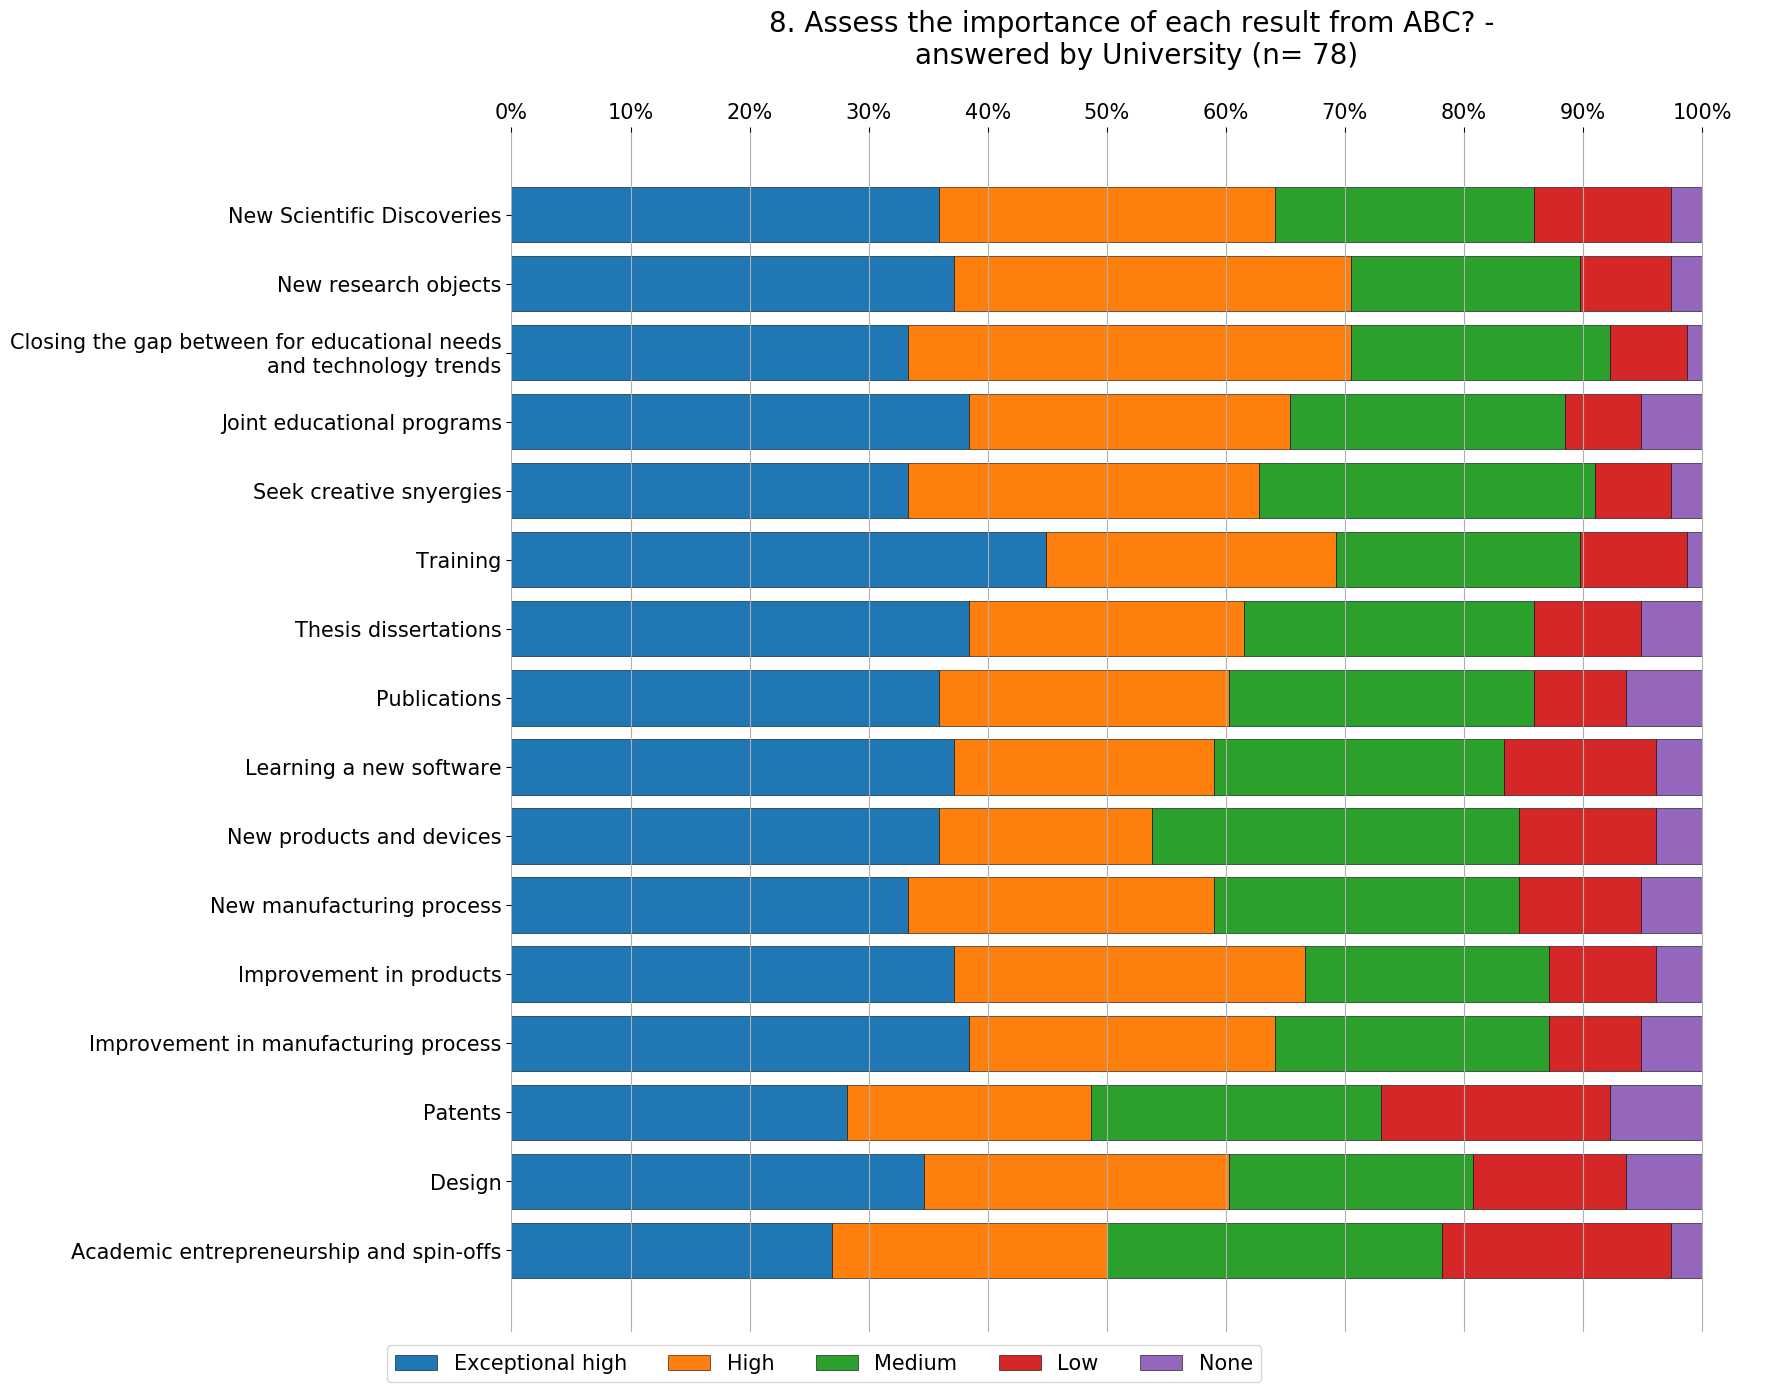 8. Assess the importance of each result from ABC? -
answered by University (n= 78)
0% 10% 20% 30% 40% 50% 60% 70% 80% 90% 100%
New Scientific Discoveries
New research objects
Closing the gap between for educational needs
and technology trends
Joint educational programs
Seek creative snyergies
Training
Thesis dissertations
Publications
Learning a new software
New products and devices
New manufacturing process
Improvement in products
Improvement in manufacturing process
Patents
Design
Academic entrepreneurship and spin-offs
Exceptional high High Medium Low None